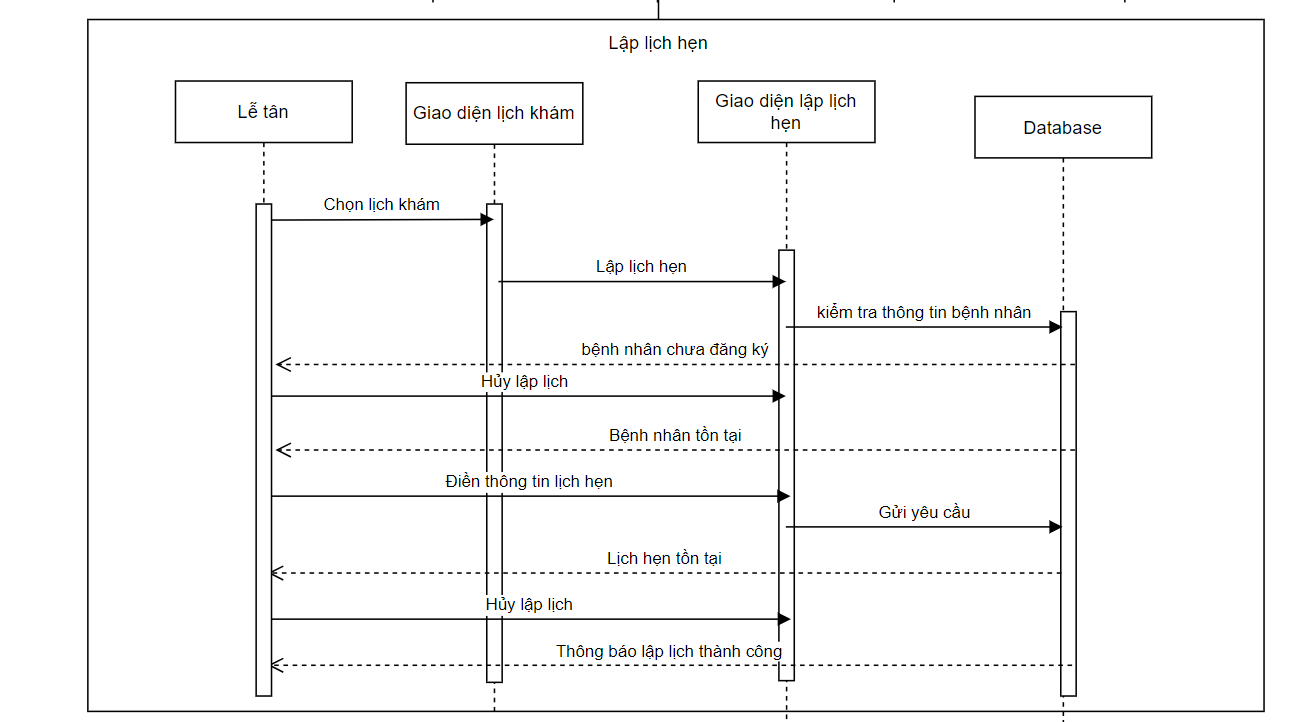 Lập lịch hẹn
Lễ tân
Giao diện lịch khám
Giao diện lập lịch
hẹn
Database
Chọn lịch khám
Lập lịch hẹn
kiểm tra thông tin bệnh nhân
bệnh nhân chưa đăng ký
Hủy lập lịch
Bệnh nhân tồn tại
Điền thông tin lịch hẹn
Gửi yêu cầu
Lịch hẹn tồn tại
Hủy lập lịch
Thông báo lập lịch thành công